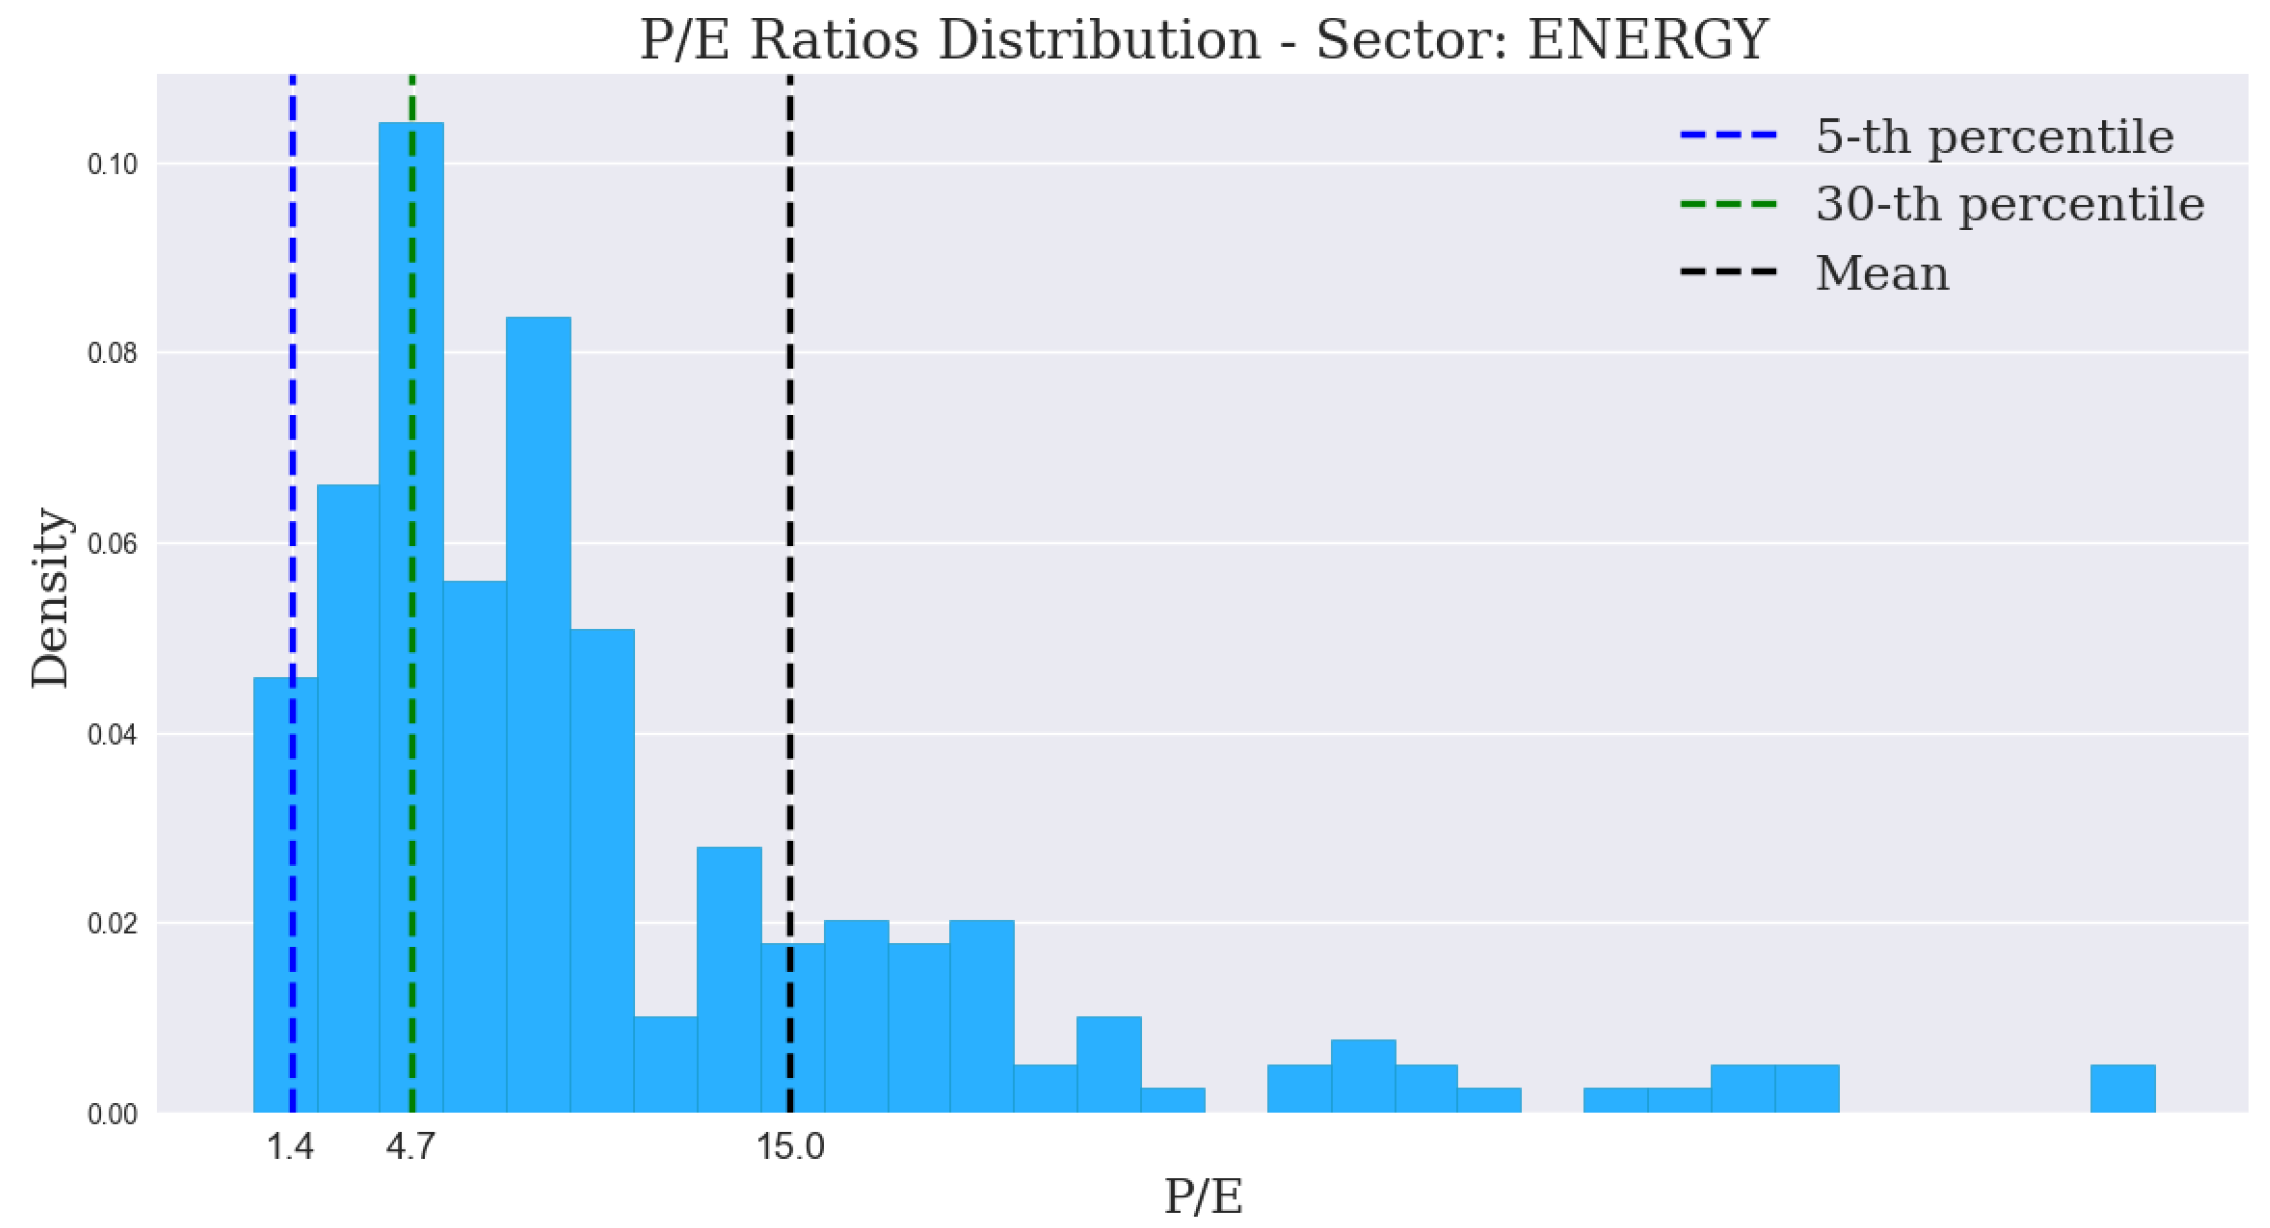 P/E Ratios Distribution - Sector: ENERGY
5-th percentile
30-th percentile
Mean
Density
0.10
0.08
0.06
0.04
0.02
0.00
1.4 4.7 15.0
P/E